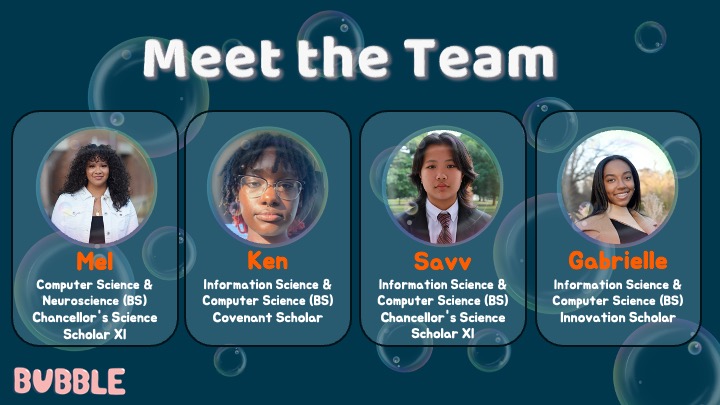 Meet the Team
Mel
Computer Science &
Neuroscience (BS)
Chancellor's Science
Scholar XI
Ken
Information Science &
Computer Science (BS)
Covenant Scholar
Savv
Information Science &
Computer Science (BS)
Chancellor's Science
Scholar XI
Gabrielle
Information Science &
Computer Science (BS)
Innovation Scholar
BUBBLE